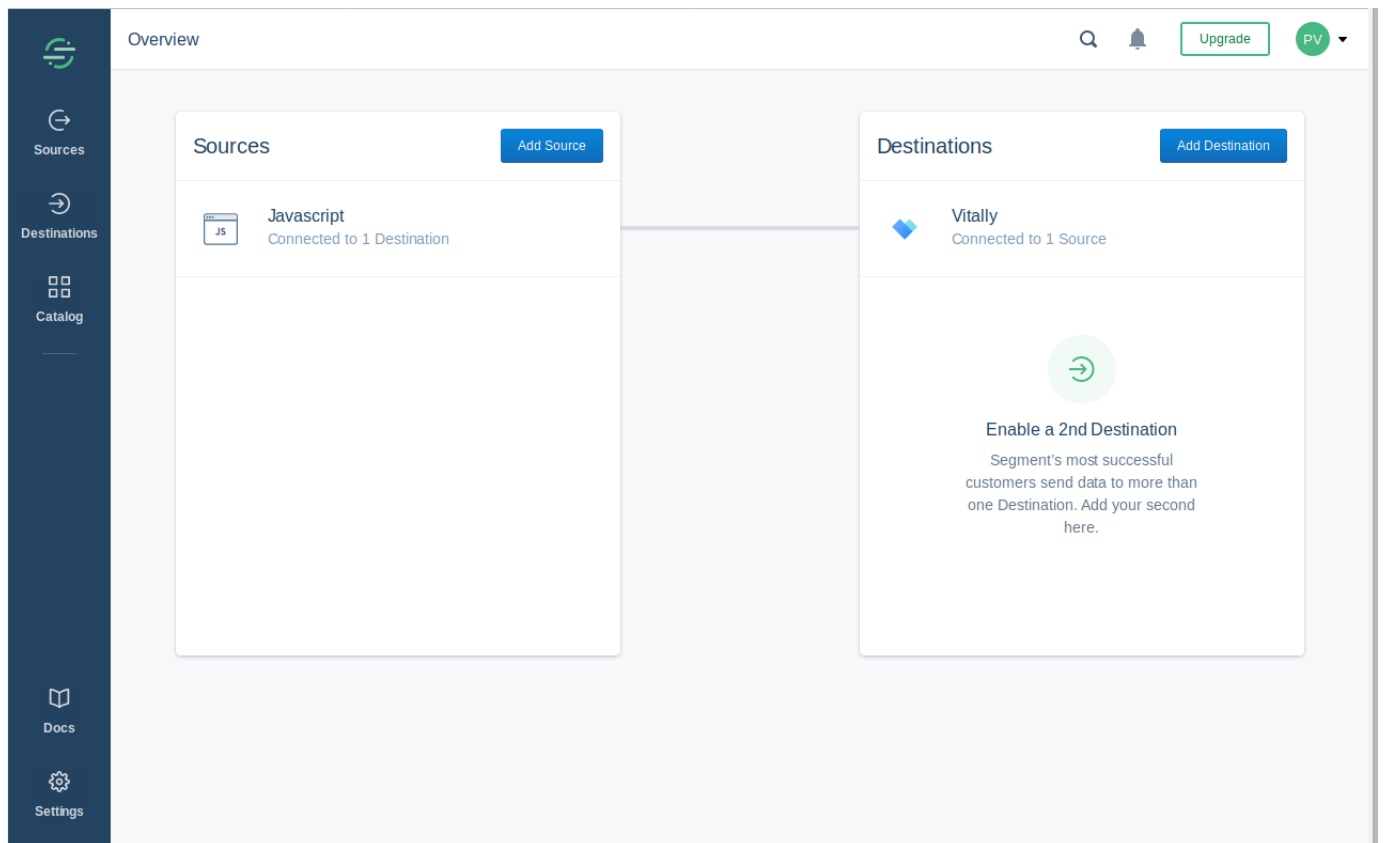 Overview
Upgrade
PV
Sources
Destinations
Catalog
Docs
Settings
Sources
Add Source
JS
Javascript
Connected to 1 Destination
Destinations
Add Destination
Vitally
Connected to 1 Source
Enable a 2nd Destination
Segment's most successful
customers send data to more than
one Destination. Add your second
here.